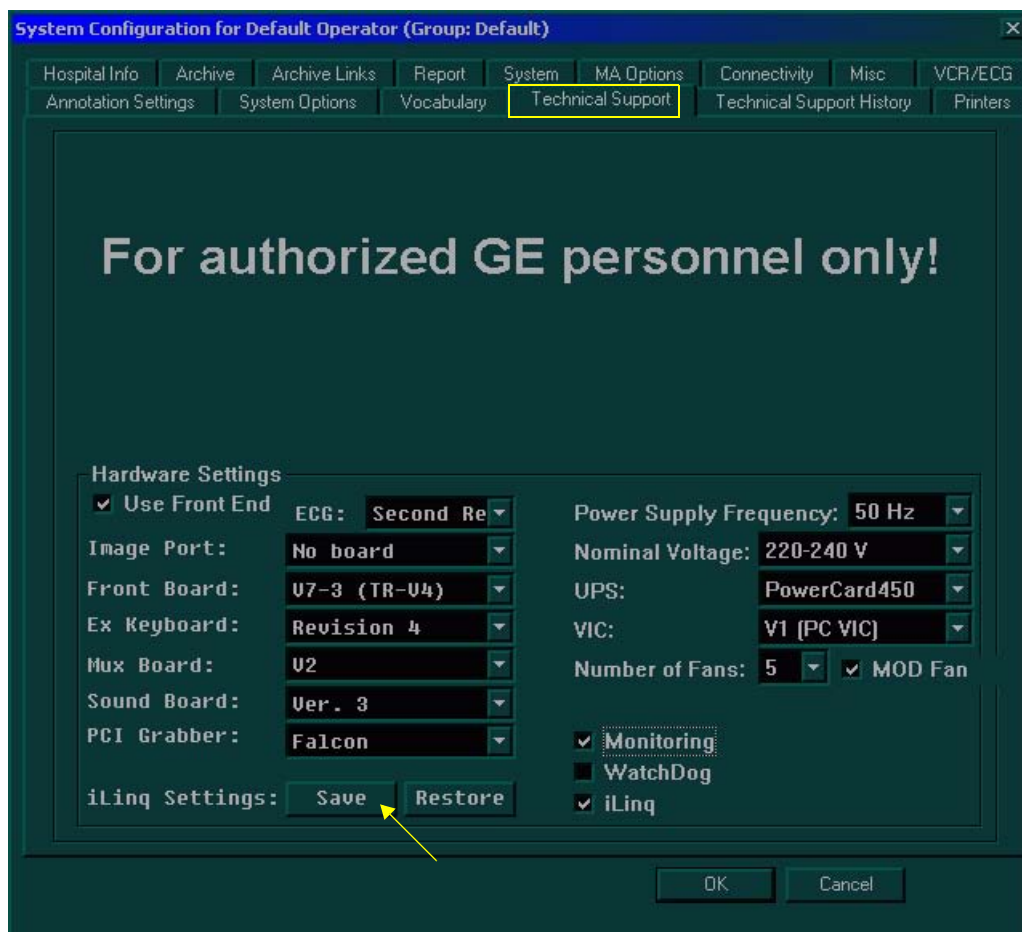 System Configuration for Default Operator (Group: Default)
Hospital Info Archive Archive Links Report System MA Options Connectivity Misc VCR/ECG
Annotation Settings System Options Vocabulary Technical Support Technical Support History Printers
For authorized GE personnel only!
Hardware Settings
Use Front End ECG: Second Re Power Supply Frequency: 50 Hz
Image Port: No board Nominal Voltage: 220-240 V
Front Board: V7-3 (TR-V4) UPS: PowerCard450
Ex Keyboard: Revision 4 VIC: V1 (PC VIC)
Mux Board: V2 Number of Fans: 5 MOD Fan
Sound Board: Ver. 3
PCI Grabber: Falcon Monitoring
WatchDog
iLinq Settings: Save Restore iLinq
OK Cancel